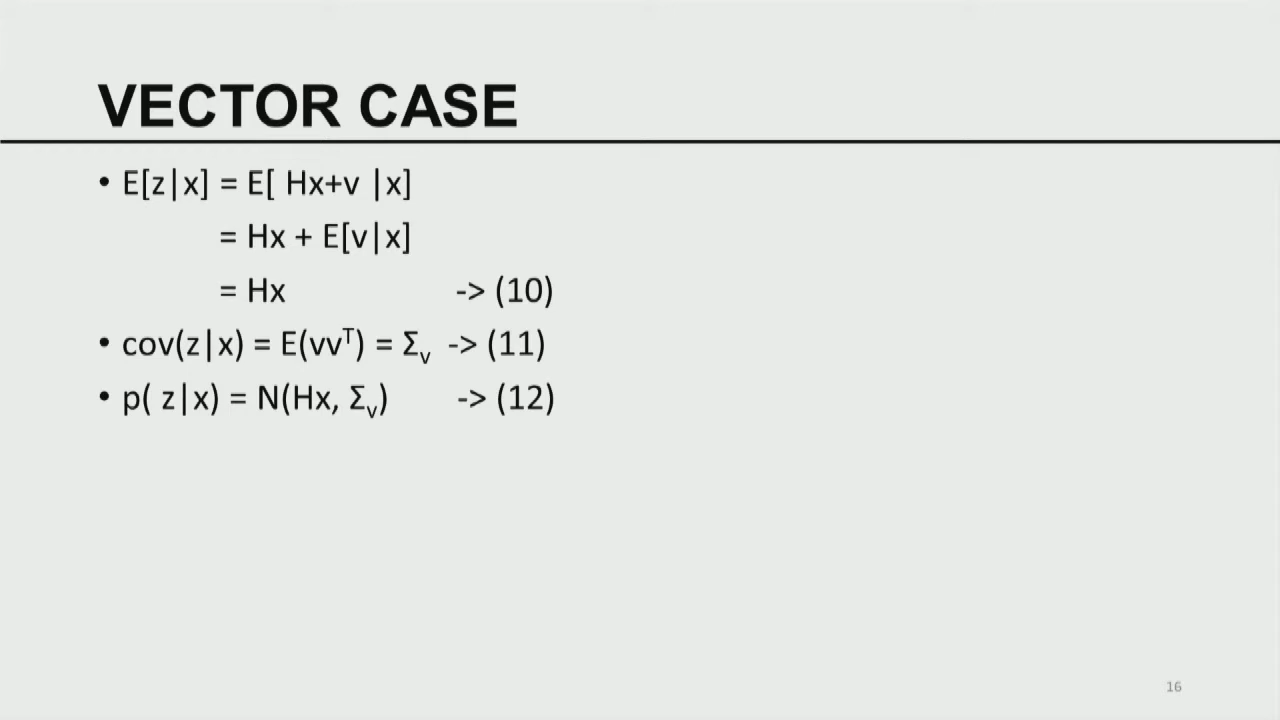 VECTOR CASE
• E[z|x] = E[ Hx+v |x]
= Hx + E[v|x]
= Hx -> (10)
• cov(z|x) = E(vvᵀ) = Σᵥ -> (11)
• p( z|x) = N(Hx, Σᵥ) -> (12)
16